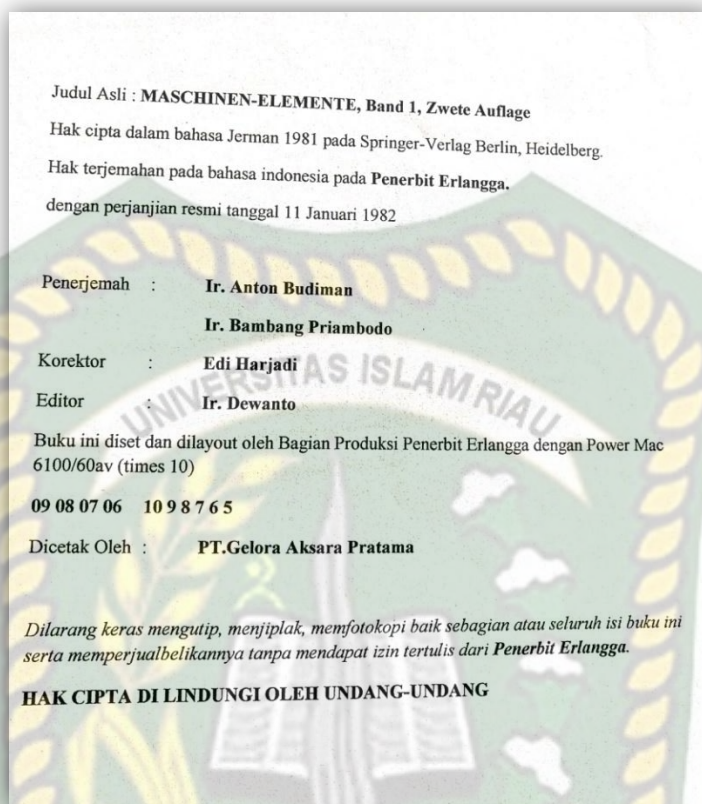 Judul Asli : MASCHINEN-ELEMENTE, Band 1, Zwete Auflage
Hak cipta dalam bahasa Jerman 1981 pada Springer-Verlag Berlin, Heidelberg.
Hak terjemahan pada bahasa indonesia pada Penerbit Erlangga.
dengan perjanjian resmi tanggal 11 Januari 1982
Penerjemah : Ir. Anton Budiman
Ir. Bambang Priambodo
Korektor : Edi Harjadi
UNIVERSITAS ISLAM RIAU
Editor : Ir. Dewanto
Buku ini diset dan dilayout oleh Bagian Produksi Penerbit Erlangga dengan Power Mac
6100/60av (times 10)
09 08 07 06 10 9 8 7 6 5
Dicetak Oleh : PT.Gelora Aksara Pratama
Dilarang keras mengutip, menjiplak, memfotokopi baik sebagian atau seluruh isi buku ini
serta memperjualbelikannya tanpa mendapat izin tertulis dari Penerbit Erlangga.
HAK CIPTA DI LINDUNGI OLEH UNDANG-UNDANG